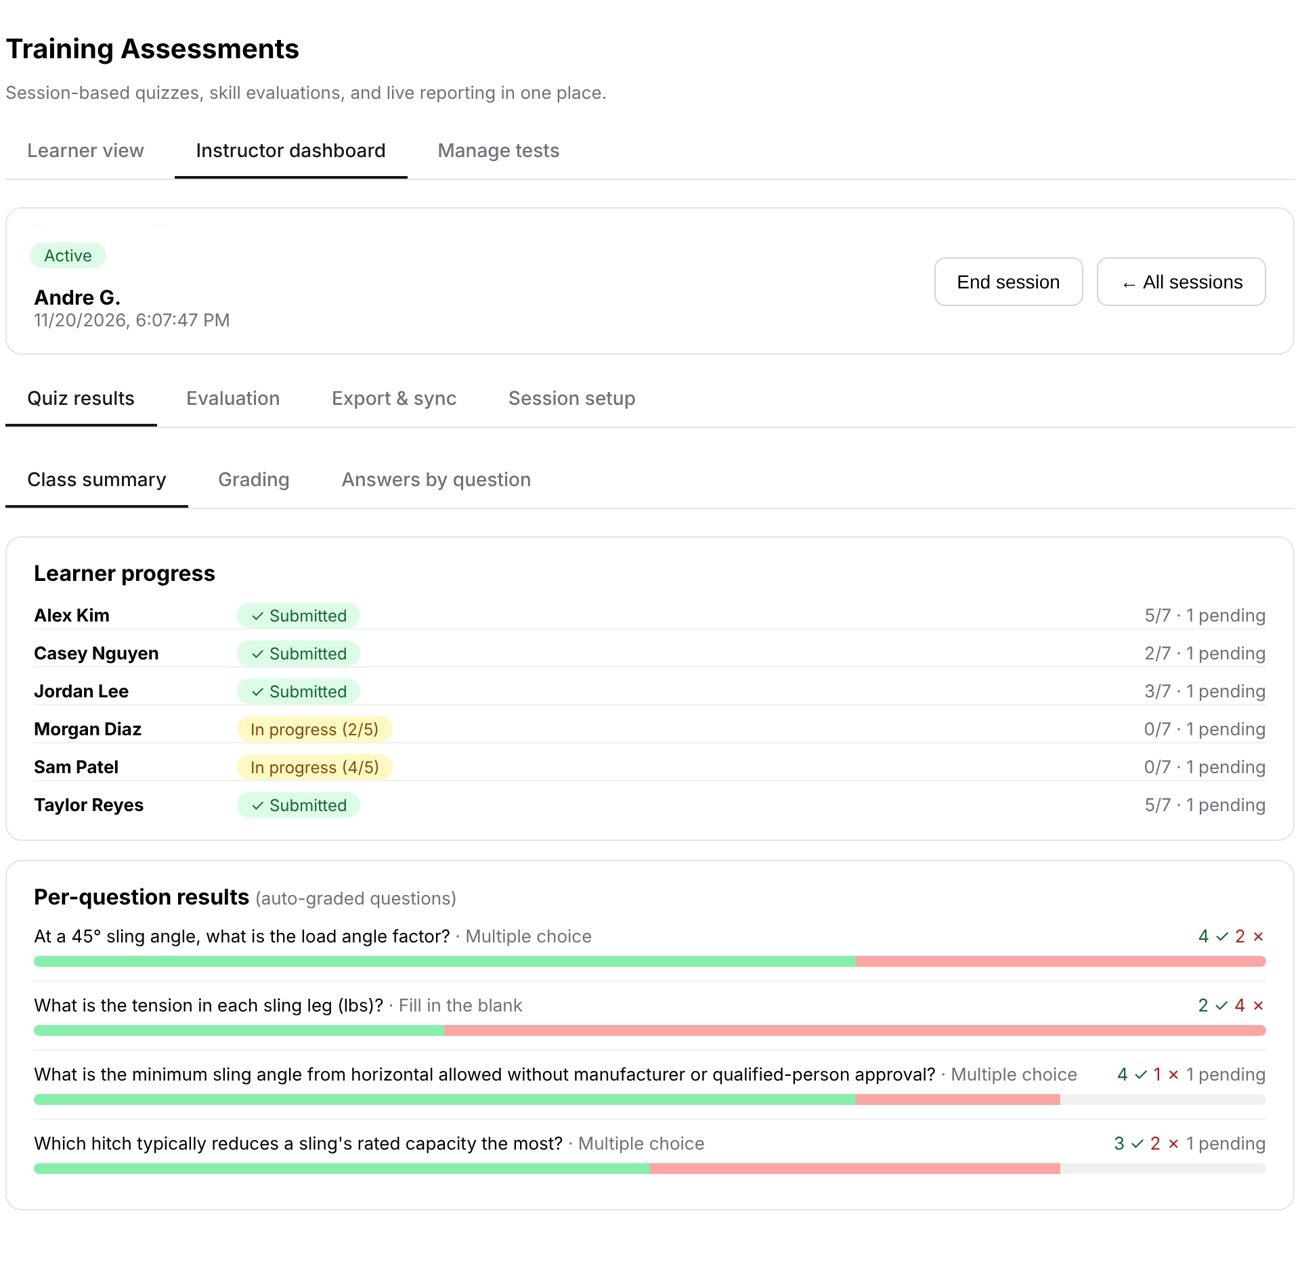 Training Assessments
Session-based quizzes, skill evaluations, and live reporting in one place.
Learner view Instructor dashboard Manage tests
Active
Andre G.
11/20/2026, 6:07:47 PM
End session ← All sessions
Quiz results Evaluation Export & sync Session setup
Class summary Grading Answers by question
Learner progress
Alex Kim ✓ Submitted 5/7 · 1 pending
Casey Nguyen ✓ Submitted 2/7 · 1 pending
Jordan Lee ✓ Submitted 3/7 · 1 pending
Morgan Diaz In progress (2/5) 0/7 · 1 pending
Sam Patel In progress (4/5) 0/7 · 1 pending
Taylor Reyes ✓ Submitted 5/7 · 1 pending
Per-question results (auto-graded questions)
At a 45° sling angle, what is the load angle factor? · Multiple choice 4 ✓ 2 ×
What is the tension in each sling leg (lbs)? · Fill in the blank 2 ✓ 4 ×
What is the minimum sling angle from horizontal allowed without manufacturer or qualified-person approval? · Multiple choice 4 ✓ 1 × 1 pending
Which hitch typically reduces a sling's rated capacity the most? · Multiple choice 3 ✓ 2 × 1 pending